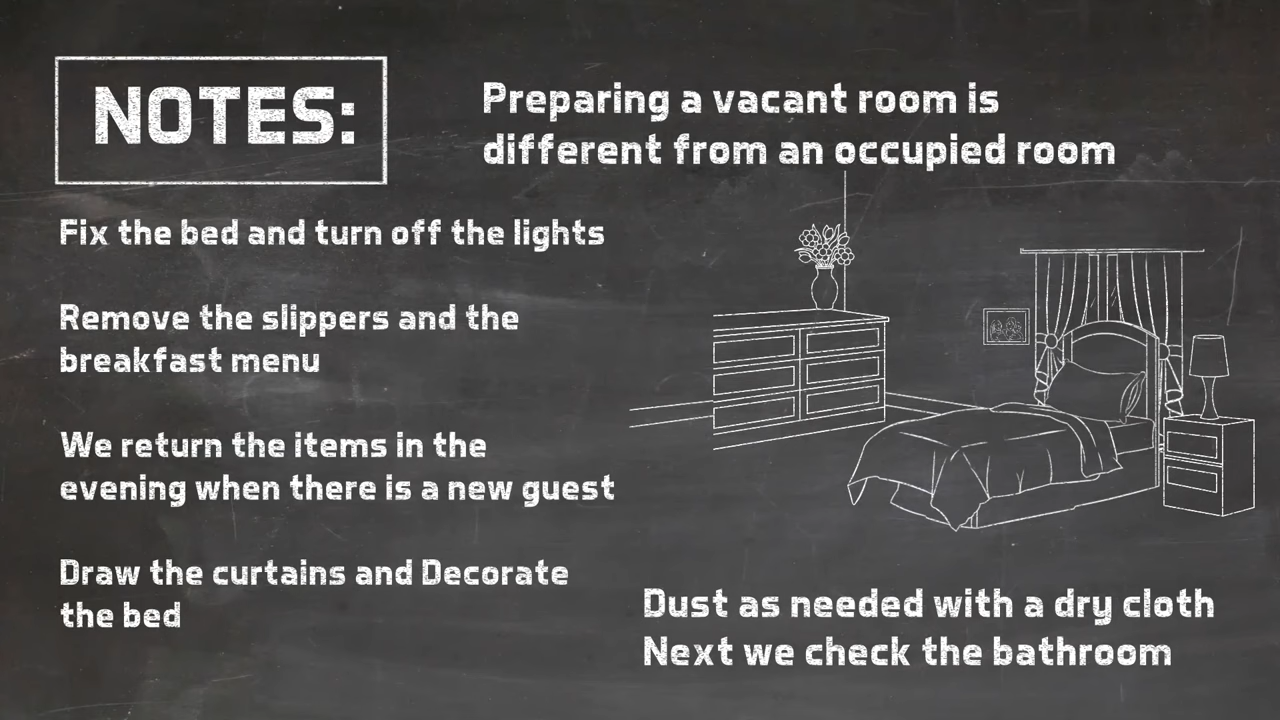 NOTES:
Preparing a vacant room is
different from an occupied room
Fix the bed and turn off the lights
Remove the slippers and the
breakfast menu
We return the items in the
evening when there is a new guest
Draw the curtains and Decorate
the bed
Dust as needed with a dry cloth
Next we check the bathroom